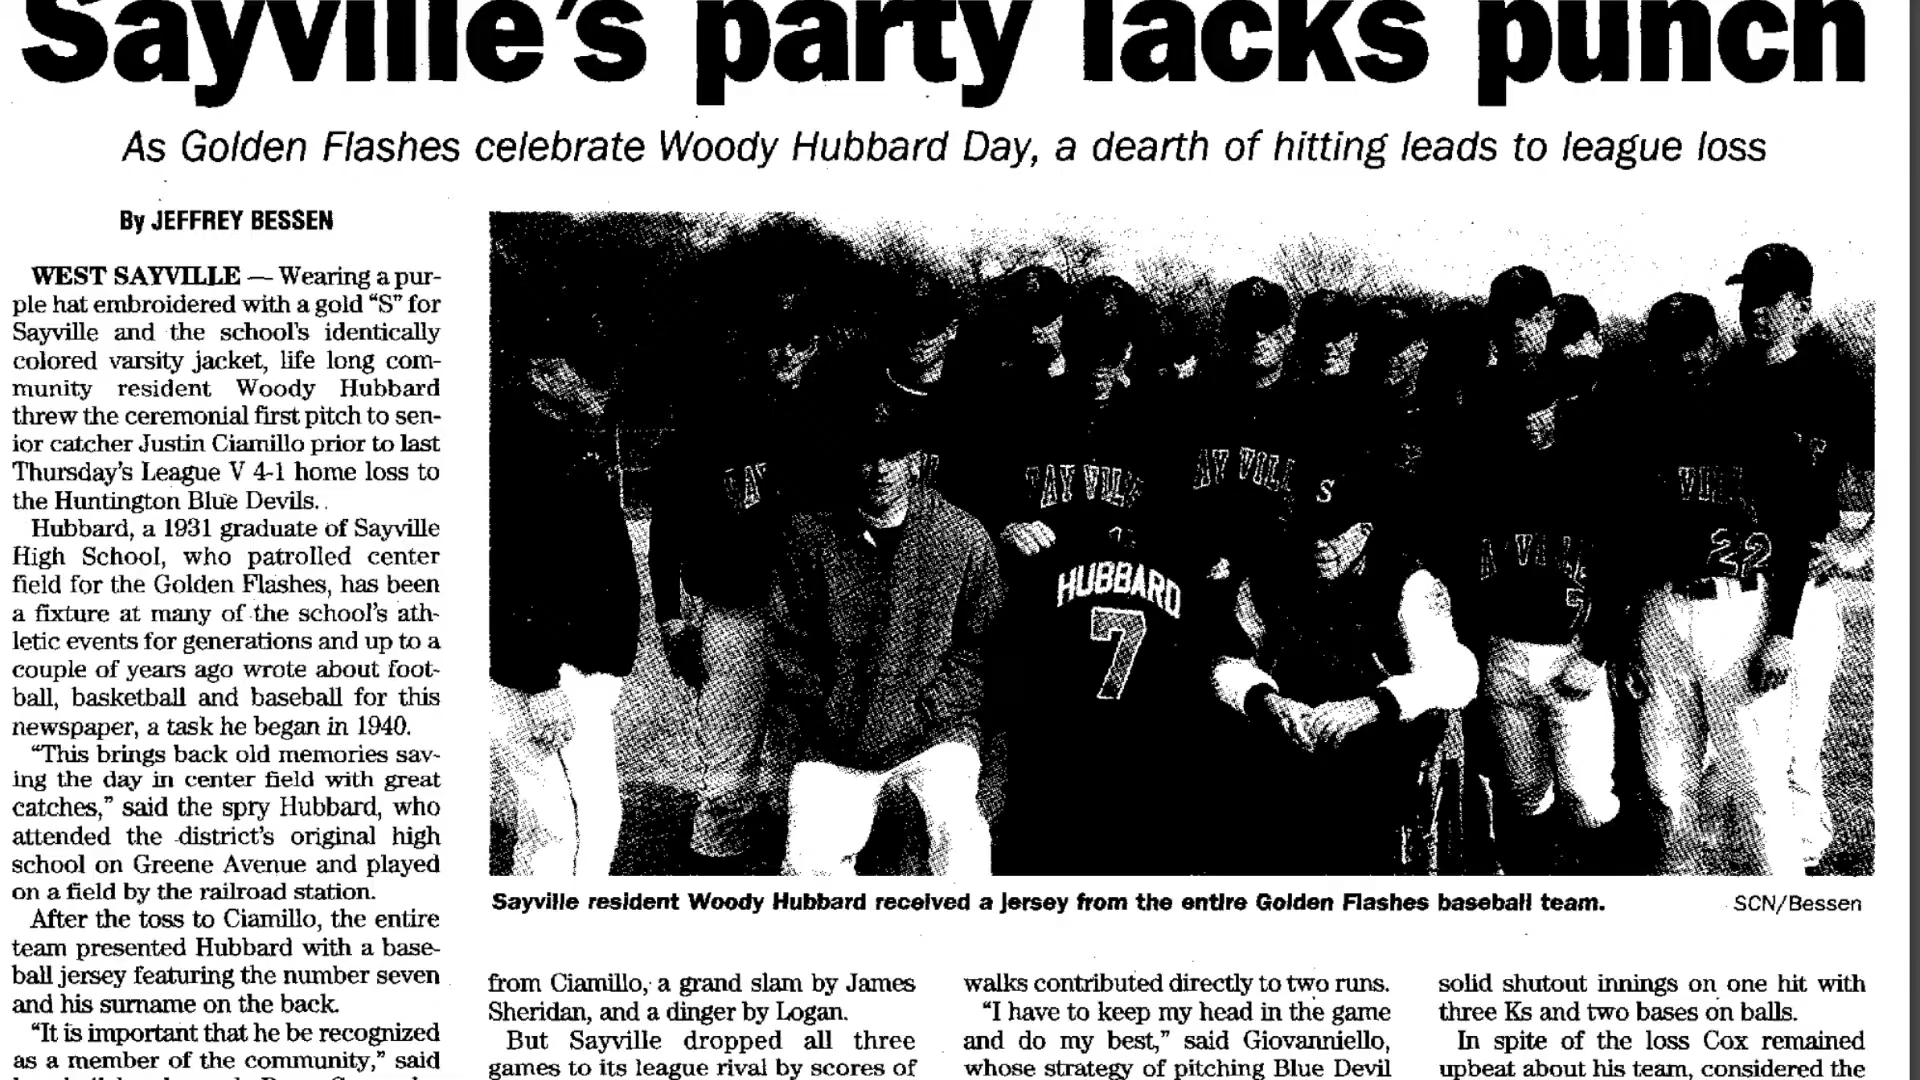 Sayville's party lacks punch
As Golden Flashes celebrate Woody Hubbard Day, a dearth of hitting leads to league loss
By JEFFREY BESSEN
WEST SAYVILLE — Wearing a pur-
ple hat embroidered with a gold "S" for
Sayville and the school's identically
colored varsity jacket, life long com-
munity resident Woody Hubbard
threw the ceremonial first pitch to sen-
ior catcher Justin Ciamillo prior to last
Thursday's League V 4-1 home loss to
the Huntington Blue Devils..
Hubbard, a 1931 graduate of Sayville
High School, who patrolled center
field for the Golden Flashes, has been
a fixture at many of the school's ath-
letic events for generations and up to a
couple of years ago wrote about foot-
ball, basketball and baseball for this
newspaper, a task he began in 1940.
"This brings back old memories sav-
ing the day in center field with great
catches," said the spry Hubbard, who
attended the district's original high
school on Greene Avenue and played
on a field by the railroad station.
After the toss to Ciamillo, the entire
team presented Hubbard with a base-
ball jersey featuring the number seven
and his surname on the back.
"It is important that he be recognized
as a member of the community," said
HUBBARD
7
S
22
7
Sayville resident Woody Hubbard received a jersey from the entire Golden Flashes baseball team.
SCN/Bessen
from Ciamillo, a grand slam by James
Sheridan, and a dinger by Logan.
But Sayville dropped all three
games to its league rival by scores of
walks contributed directly to two runs.
"I have to keep my head in the game
and do my best," said Giovanniello,
whose strategy of pitching Blue Devil
solid shutout innings on one hit with
three Ks and two bases on balls.
In spite of the loss Cox remained
upbeat about his team, considered the